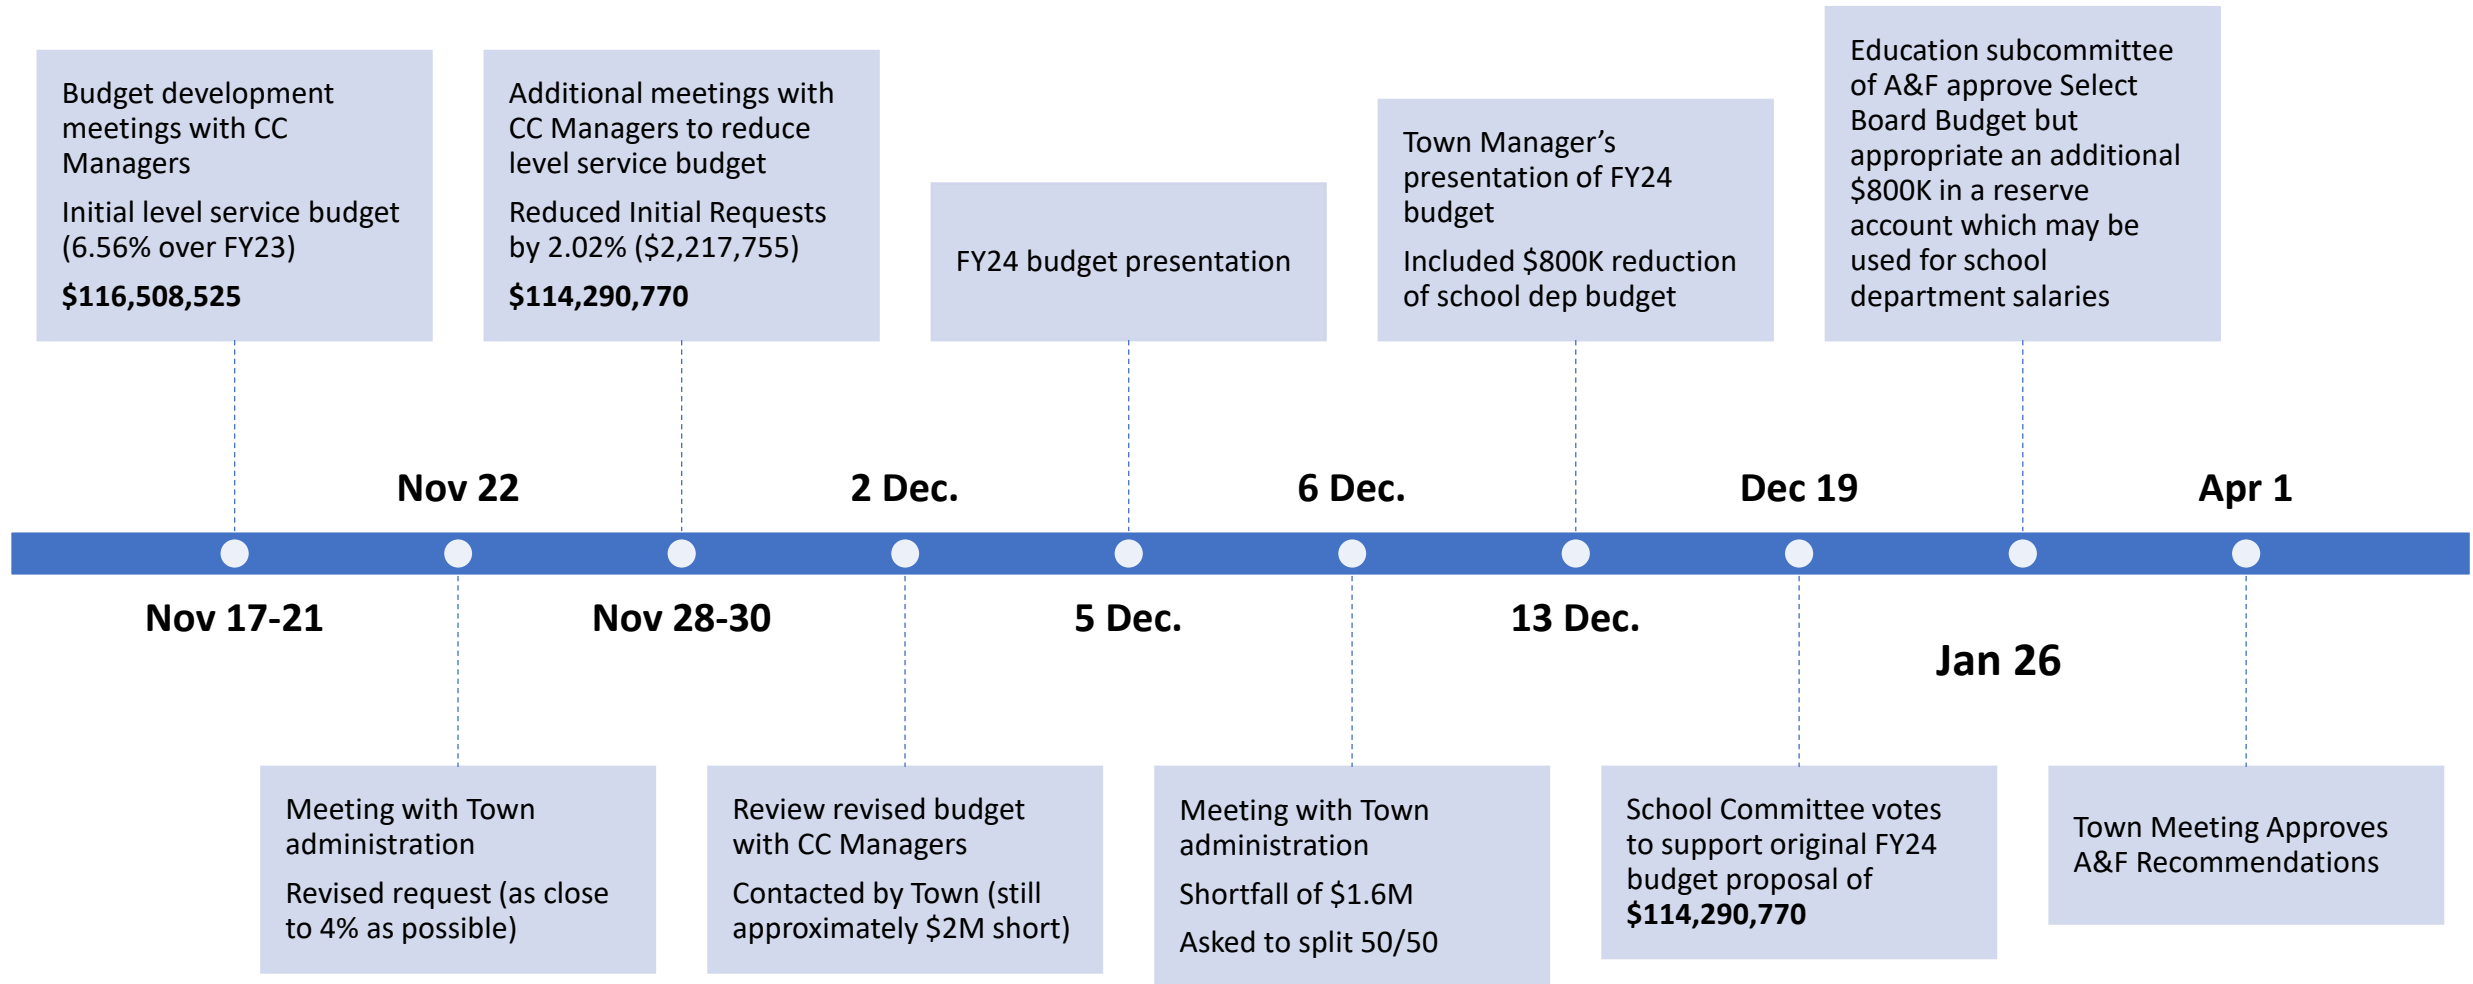 Budget development
meetings with CC
Managers
Initial level service budget
(6.56% over FY23)
$116,508,525
Additional meetings with
CC Managers to reduce
level service budget
Reduced Initial Requests
by 2.02% ($2,217,755)
$114,290,770
FY24 budget presentation
Town Manager’s
presentation of FY24
budget
Included $800K reduction
of school dep budget
Education subcommittee
of A&F approve Select
Board Budget but
appropriate an additional
$800K in a reserve
account which may be
used for school
department salaries
Nov 22
2 Dec.
6 Dec.
Dec 19
Apr 1
Nov 17-21
Nov 28-30
5 Dec.
13 Dec.
Jan 26
Meeting with Town
administration
Revised request (as close
to 4% as possible)
Review revised budget
with CC Managers
Contacted by Town (still
approximately $2M short)
Meeting with Town
administration
Shortfall of $1.6M
Asked to split 50/50
School Committee votes
to support original FY24
budget proposal of
$114,290,770
Town Meeting Approves
A&F Recommendations